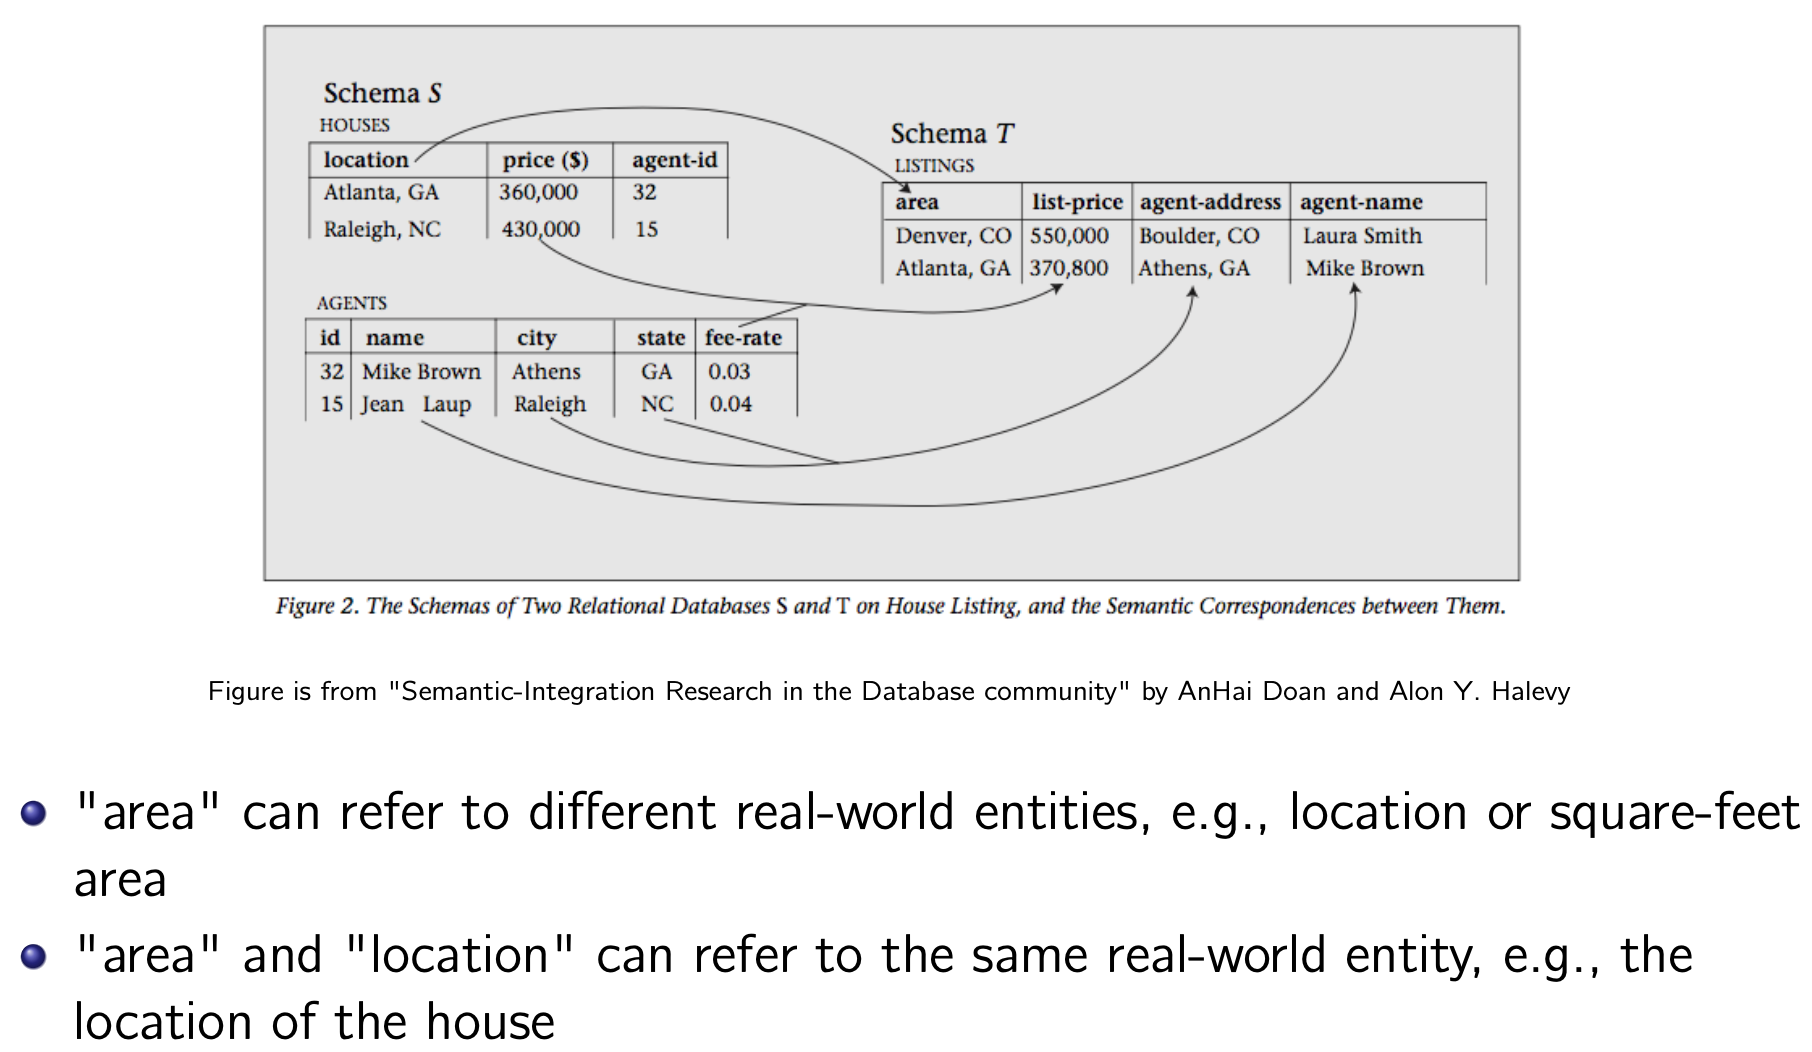 Schema S
HOUSES
location price ($) agent-id
Atlanta, GA 360,000 32
Raleigh, NC 430,000 15
AGENTS
id name city state fee-rate
32 Mike Brown Athens GA 0.03
15 Jean Laup Raleigh NC 0.04
Schema T
LISTINGS
area list-price agent-address agent-name
Denver, CO 550,000 Boulder, CO Laura Smith
Atlanta, GA 370,800 Athens, GA Mike Brown
Figure 2. The Schemas of Two Relational Databases S and T on House Listing, and the Semantic Correspondences between Them.
Figure is from "Semantic-Integration Research in the Database community" by AnHai Doan and Alon Y. Halevy
"area" can refer to different real-world entities, e.g., location or square-feet
area
"area" and "location" can refer to the same real-world entity, e.g., the
location of the house